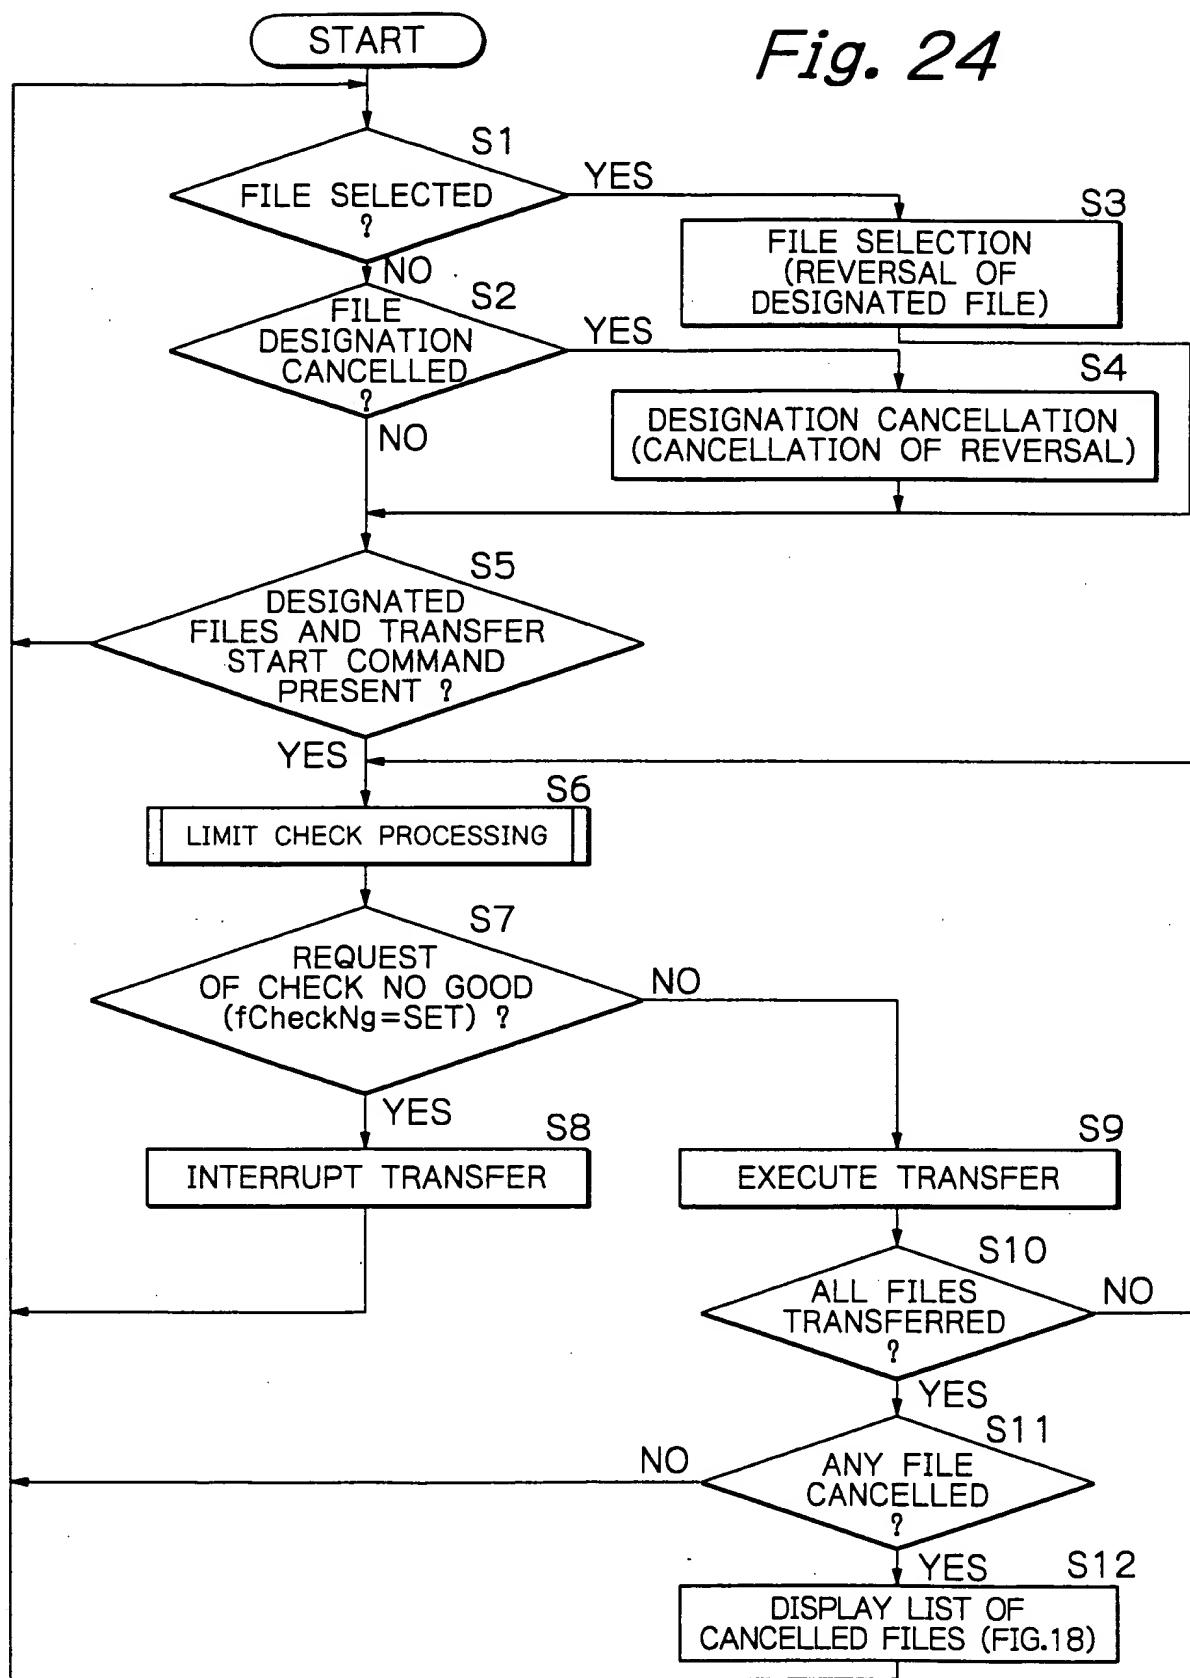 Fig. 24
START
S1
FILE SELECTED
?
YES
NO
S3
FILE SELECTION
(REVERSAL OF
DESIGNATED FILE)
S2
FILE
DESIGNATION
CANCELLED
?
YES
NO
S4
DESIGNATION CANCELLATION
(CANCELLATION OF REVERSAL)
S5
DESIGNATED
FILES AND TRANSFER
START COMMAND
PRESENT ?
YES
S6
LIMIT CHECK PROCESSING
S7
REQUEST
OF CHECK NO GOOD
(fCheckNg=SET) ?
NO
YES
S8
INTERRUPT TRANSFER
S9
EXECUTE TRANSFER
S10
ALL FILES
TRANSFERRED
?
NO
YES
S11
ANY FILE
CANCELLED
?
NO
YES
S12
DISPLAY LIST OF
CANCELLED FILES (FIG.18)